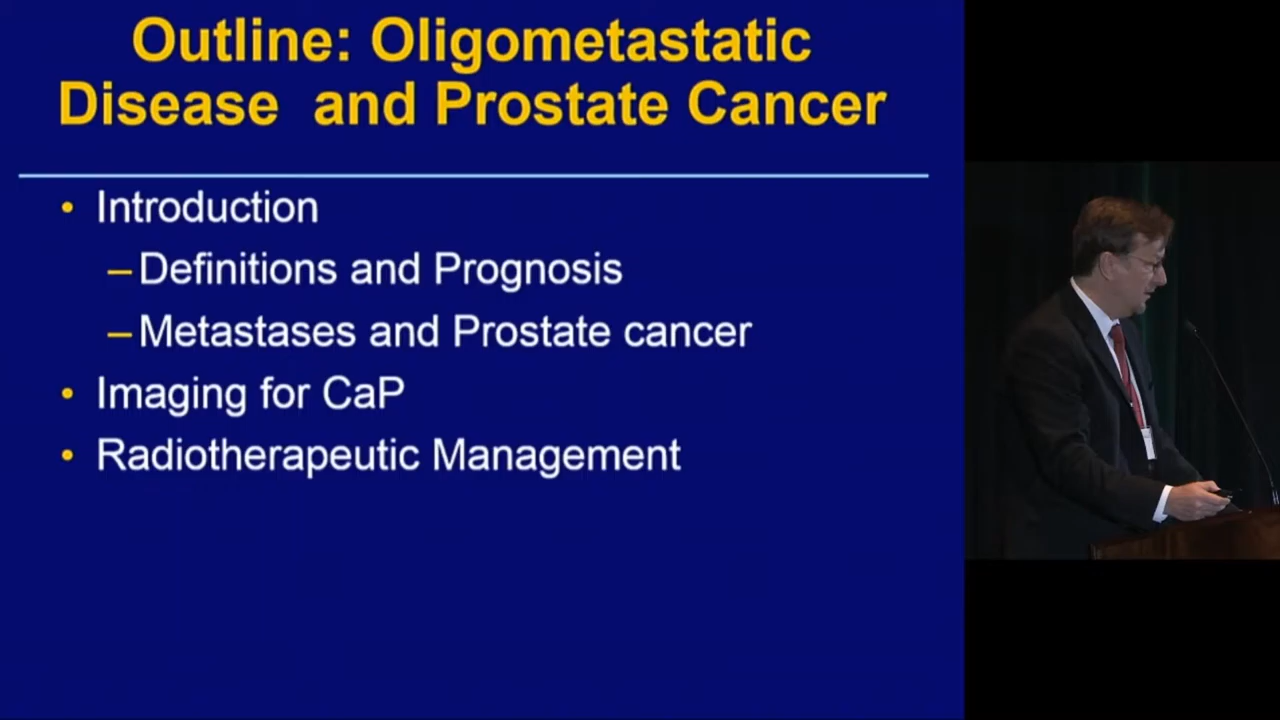 Outline: Oligometastatic
Disease and Prostate Cancer
• Introduction
–Definitions and Prognosis
–Metastases and Prostate cancer
• Imaging for CaP
• Radiotherapeutic Management